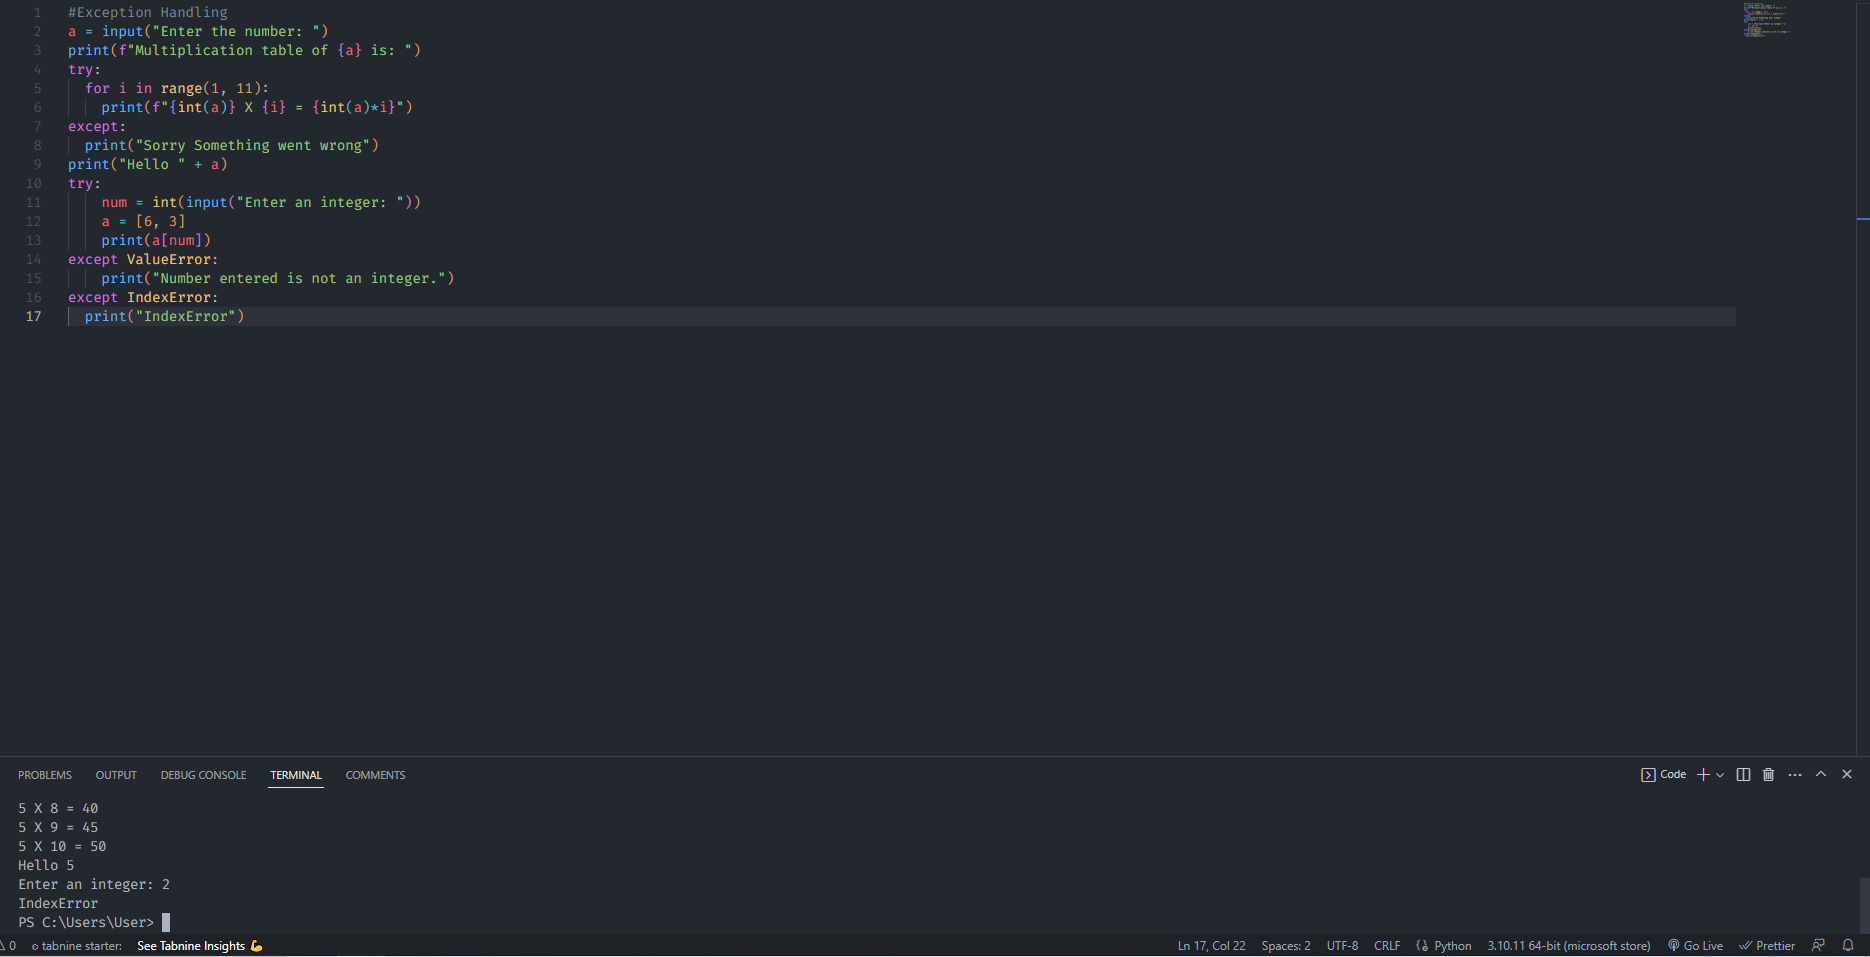 1 #Exception Handling
2 a = input("Enter the number: ")
3 print(f"Multiplication table of {a} is: ")
4 try:
5   for i in range(1, 11):
6     print(f"{int(a)} X {i} = {int(a)*i}")
7 except:
8   print("Sorry Something went wrong")
9 print("Hello " + a)
10 try:
11     num = int(input("Enter an integer: "))
12     a = [6, 3]
13     print(a[num])
14 except ValueError:
15     print("Number entered is not an integer.")
16 except IndexError:
17   print("IndexError")
PROBLEMS OUTPUT DEBUG CONSOLE TERMINAL COMMENTS Code
5 X 8 = 40
5 X 9 = 45
5 X 10 = 50
Hello 5
Enter an integer: 2
IndexError
PS C:\Users\User>
0 tabnine starter: See Tabnine Insights 💪 Ln 17, Col 22 Spaces: 2 UTF-8 CRLF Python 3.10.11 64-bit (microsoft store) Go Live Prettier